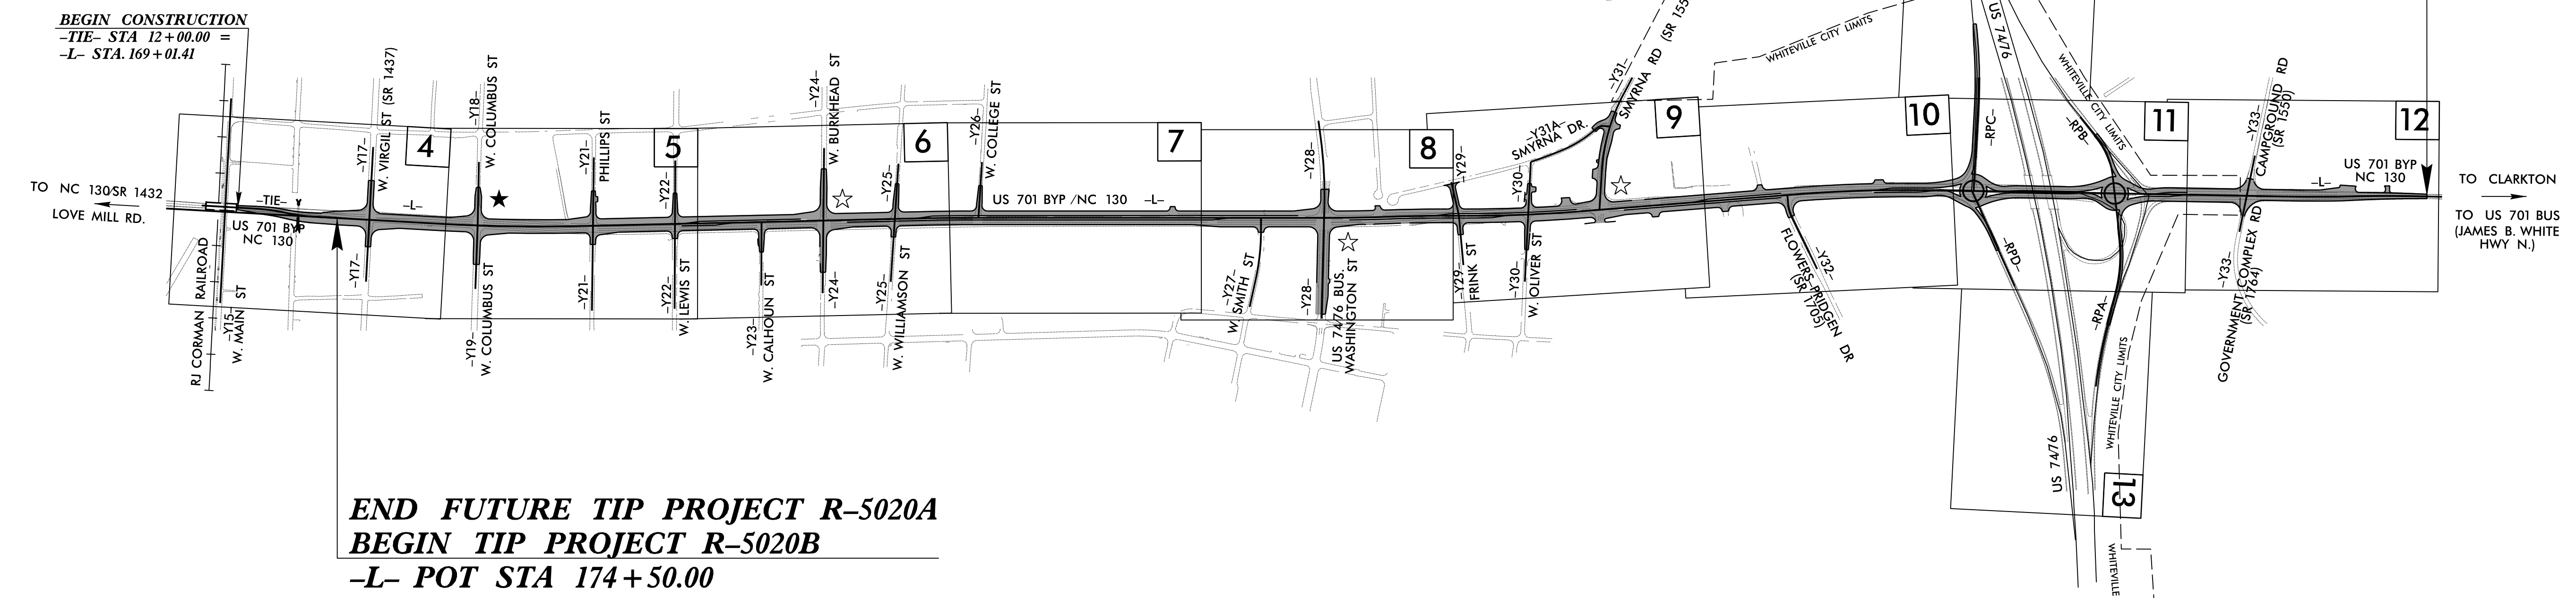 BEGIN CONSTRUCTION
–TIE– STA 12+00.00 =
–L– STA. 169+01.41
TO NC 130/SR 1432
LOVE MILL RD.
RJ CORMAN RAILROAD
–Y15–
W. MAIN ST
–TIE–
US 701 BYP
NC 130
–L–
–Y17–
W. VIRGIL ST (SR 1437)
–Y17–
4
–Y18–
W. COLUMBUS ST
–Y19–
W. COLUMBUS ST
–Y21–
PHILLIPS ST
–Y21–
5
–Y22–
–Y22–
W. LEWIS ST
–Y23–
W. CALHOUN ST
–Y24–
W. BURKHEAD ST
–Y24–
–Y25–
–Y25–
W. WILLIAMSON ST
6
–Y26–
W. COLLEGE ST
US 701 BYP /NC 130 –L–
7
–Y27–
W. SMITH ST
–Y28–
–Y28–
US 74/76 BUS.
WASHINGTON ST
8
–Y29–
–Y29–
FRINK ST
–Y30–
–Y30–
W. OLIVER ST
–Y31A–
SMYRNA DR.
–Y31–
SMYRNA RD (SR 155
9
WHITEVILLE CITY LIMITS
–Y32–
FLOWERS-PRIDGEN DR
(SR 1705)
10
US 74/76
–RPC–
–RPB–
–RPD–
–RPA–
WHITEVILLE CITY LIMITS
US 74/76
WHITEVILLE CITY LIMITS
13
WHITEVILLE
11
–Y33–
CAMPGROUND RD
(SR 1550)
–Y33–
GOVERNMENT COMPLEX RD
(SR 1764)
12
US 701 BYP
NC 130
–L–
TO CLARKTON
TO US 701 BUS
(JAMES B. WHITE
HWY N.)
END FUTURE TIP PROJECT R–5020A
BEGIN TIP PROJECT R–5020B
–L– POT STA 174+50.00